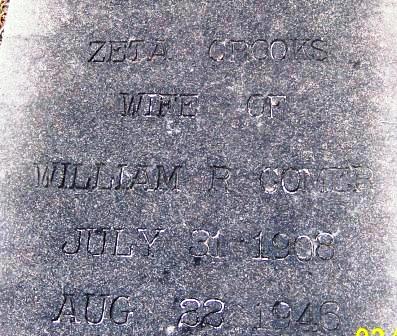 ZETA CROOKS
WIFE OF
WILLIAM R COMER
JULY 31 1908
AUG 22 1946